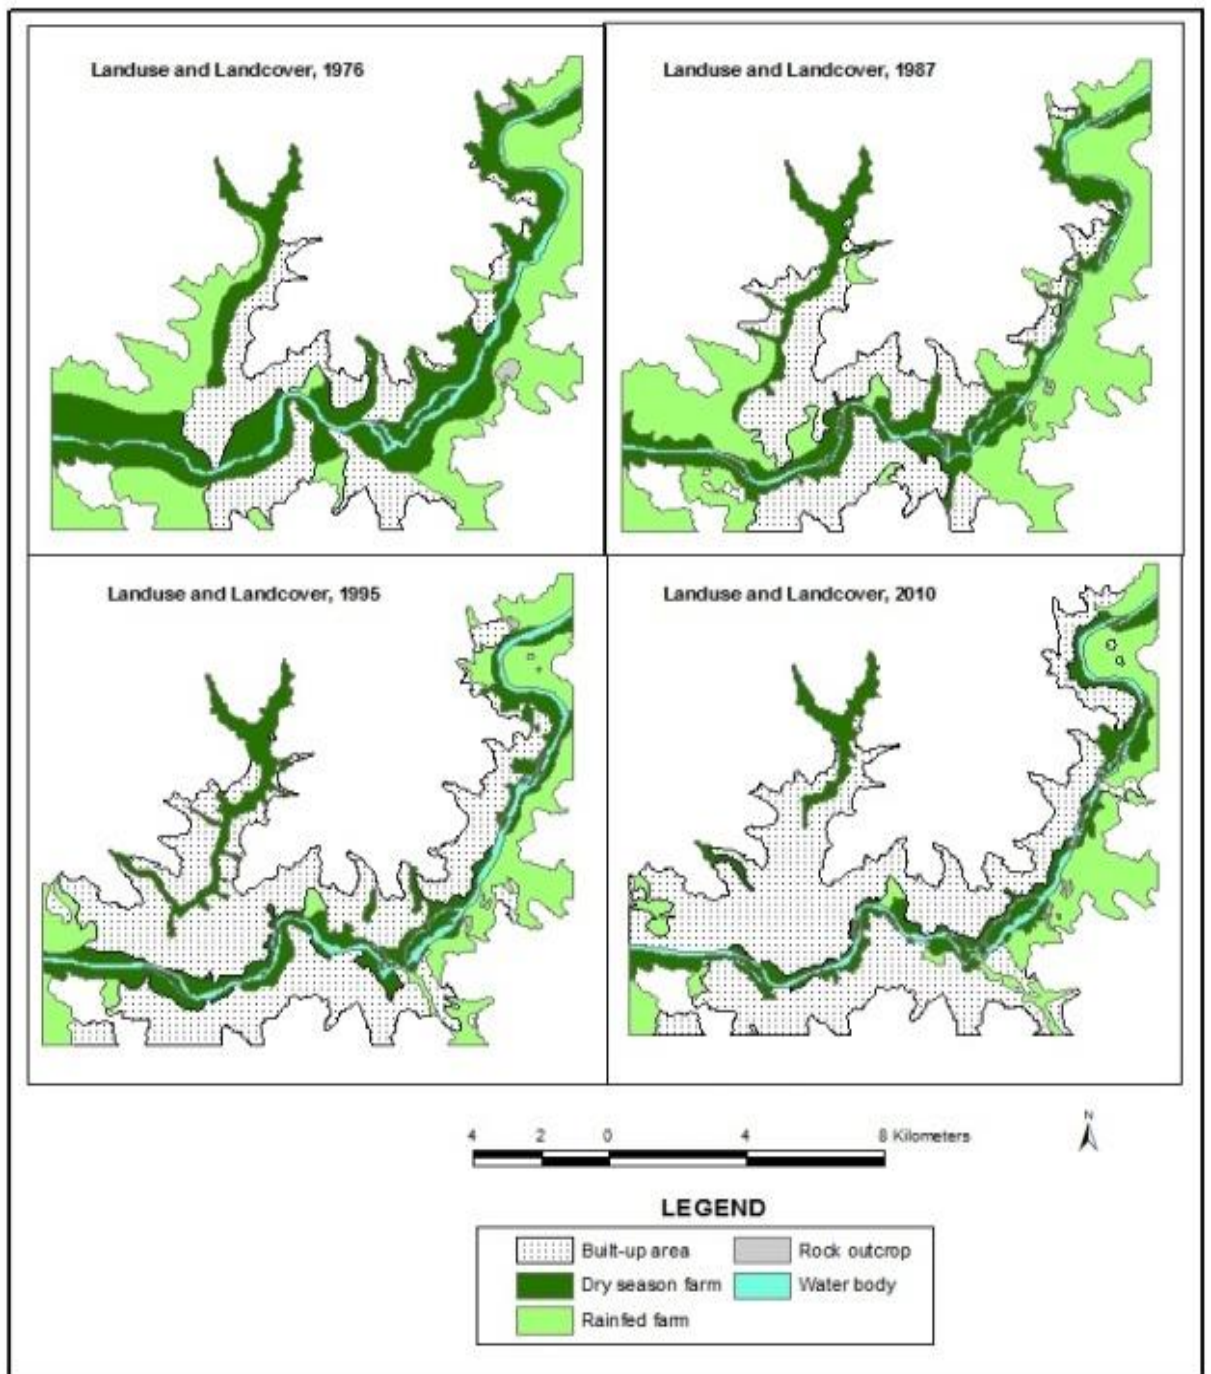 Landuse and Landcover, 1976
Landuse and Landcover, 1987
Landuse and Landcover, 1995
Landuse and Landcover, 2010
4 2 0 4 8 Kilometers
N
LEGEND
Built-up area
Rock outcrop
Dry season farm
Water body
Rainfed farm